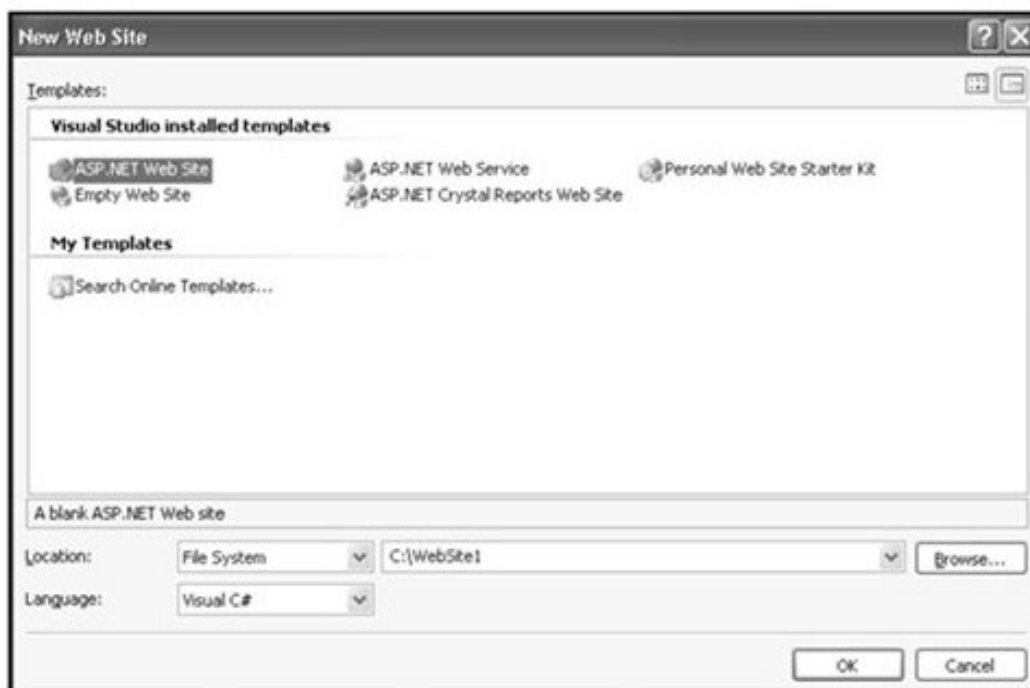 New Web Site
Templates:
Visual Studio installed templates
ASP.NET Web Site
ASP.NET Web Service
Personal Web Site Starter Kit
Empty Web Site
ASP.NET Crystal Reports Web Site
My Templates
Search Online Templates...
A blank ASP.NET Web site
Location:
File System
C:\WebSite1
Browse...
Language:
Visual C#
OK
Cancel